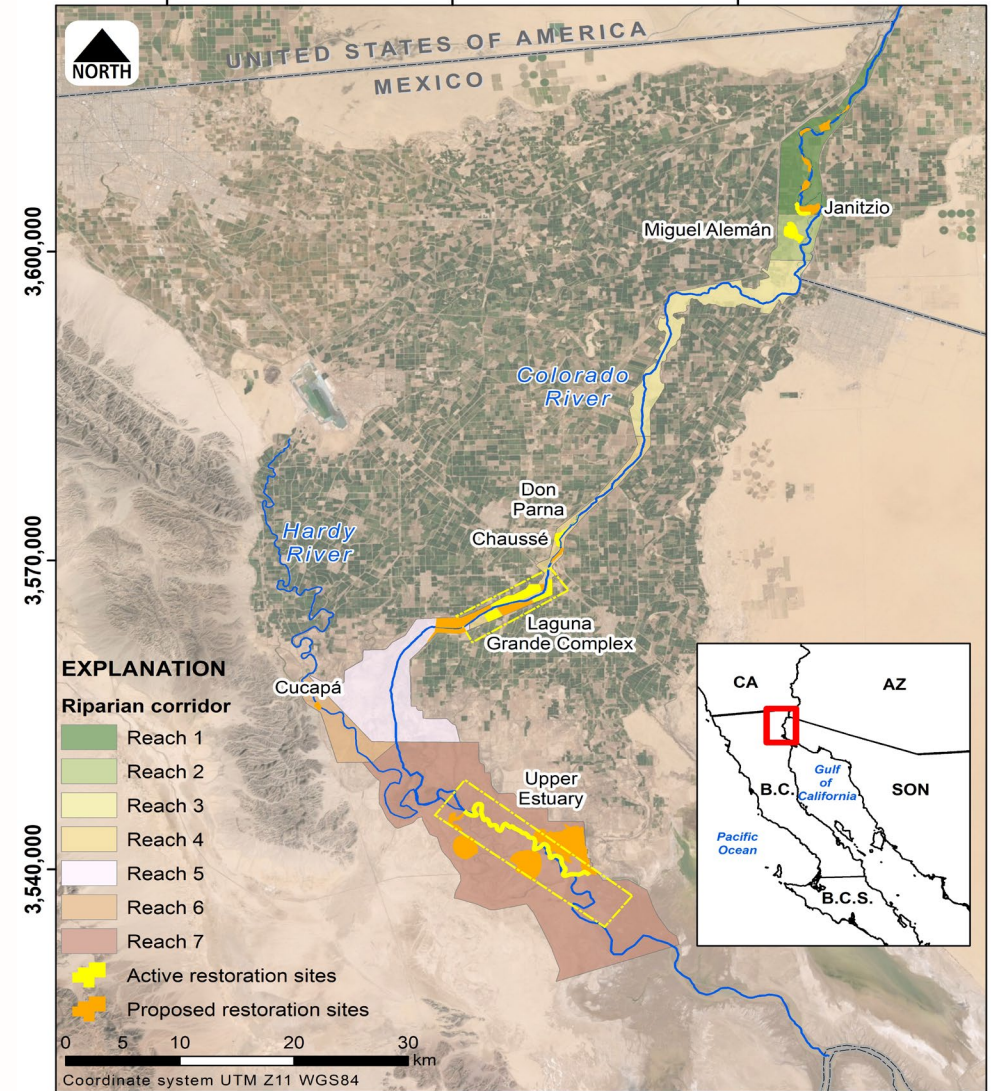 NORTH
UNITED STATES OF AMERICA
MEXICO
Janitzio
Miguel Alemán
3,600,000
Colorado
River
Don
Parna
Chaussé
Hardy
River
3,570,000
Laguna
Grande Complex
Cucapá
Upper
Estuary
3,540,000
EXPLANATION
Riparian corridor
Reach 1
Reach 2
Reach 3
Reach 4
Reach 5
Reach 6
Reach 7
Active restoration sites
Proposed restoration sites
0 5 10 20 30 km
Coordinate system UTM Z11 WGS84
CA
AZ
Gulf
of
California
B.C.
SON
Pacific
Ocean
B.C.S.